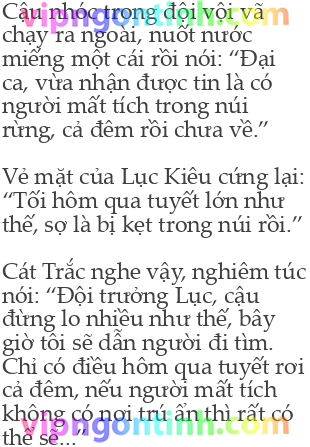 Cậu nhóc trong đội vội vã
chạy ra ngoài, nuốt nước
miếng một cái rồi nói: “Đại
ca, vừa nhận được tin là có
người mất tích trong núi
rừng, cả đêm rồi chưa về.”
Vẻ mặt của Lục Kiêu cứng lại:
“Tối hôm qua tuyết lớn như
thế, sợ là bị kẹt trong núi rồi.”
Cát Trắc nghe vậy, nghiêm túc
nói: “Đội trưởng Lục, cậu
đừng lo nhiều như thế, bây
giờ tôi sẽ dẫn người đi tìm.
Chỉ có điều hôm qua tuyết rơi
cả đêm, nếu người mất tích
không có nơi trú ẩn thì rất có
thể sẽ...”
vipngontinh.com
vipngontinh.com